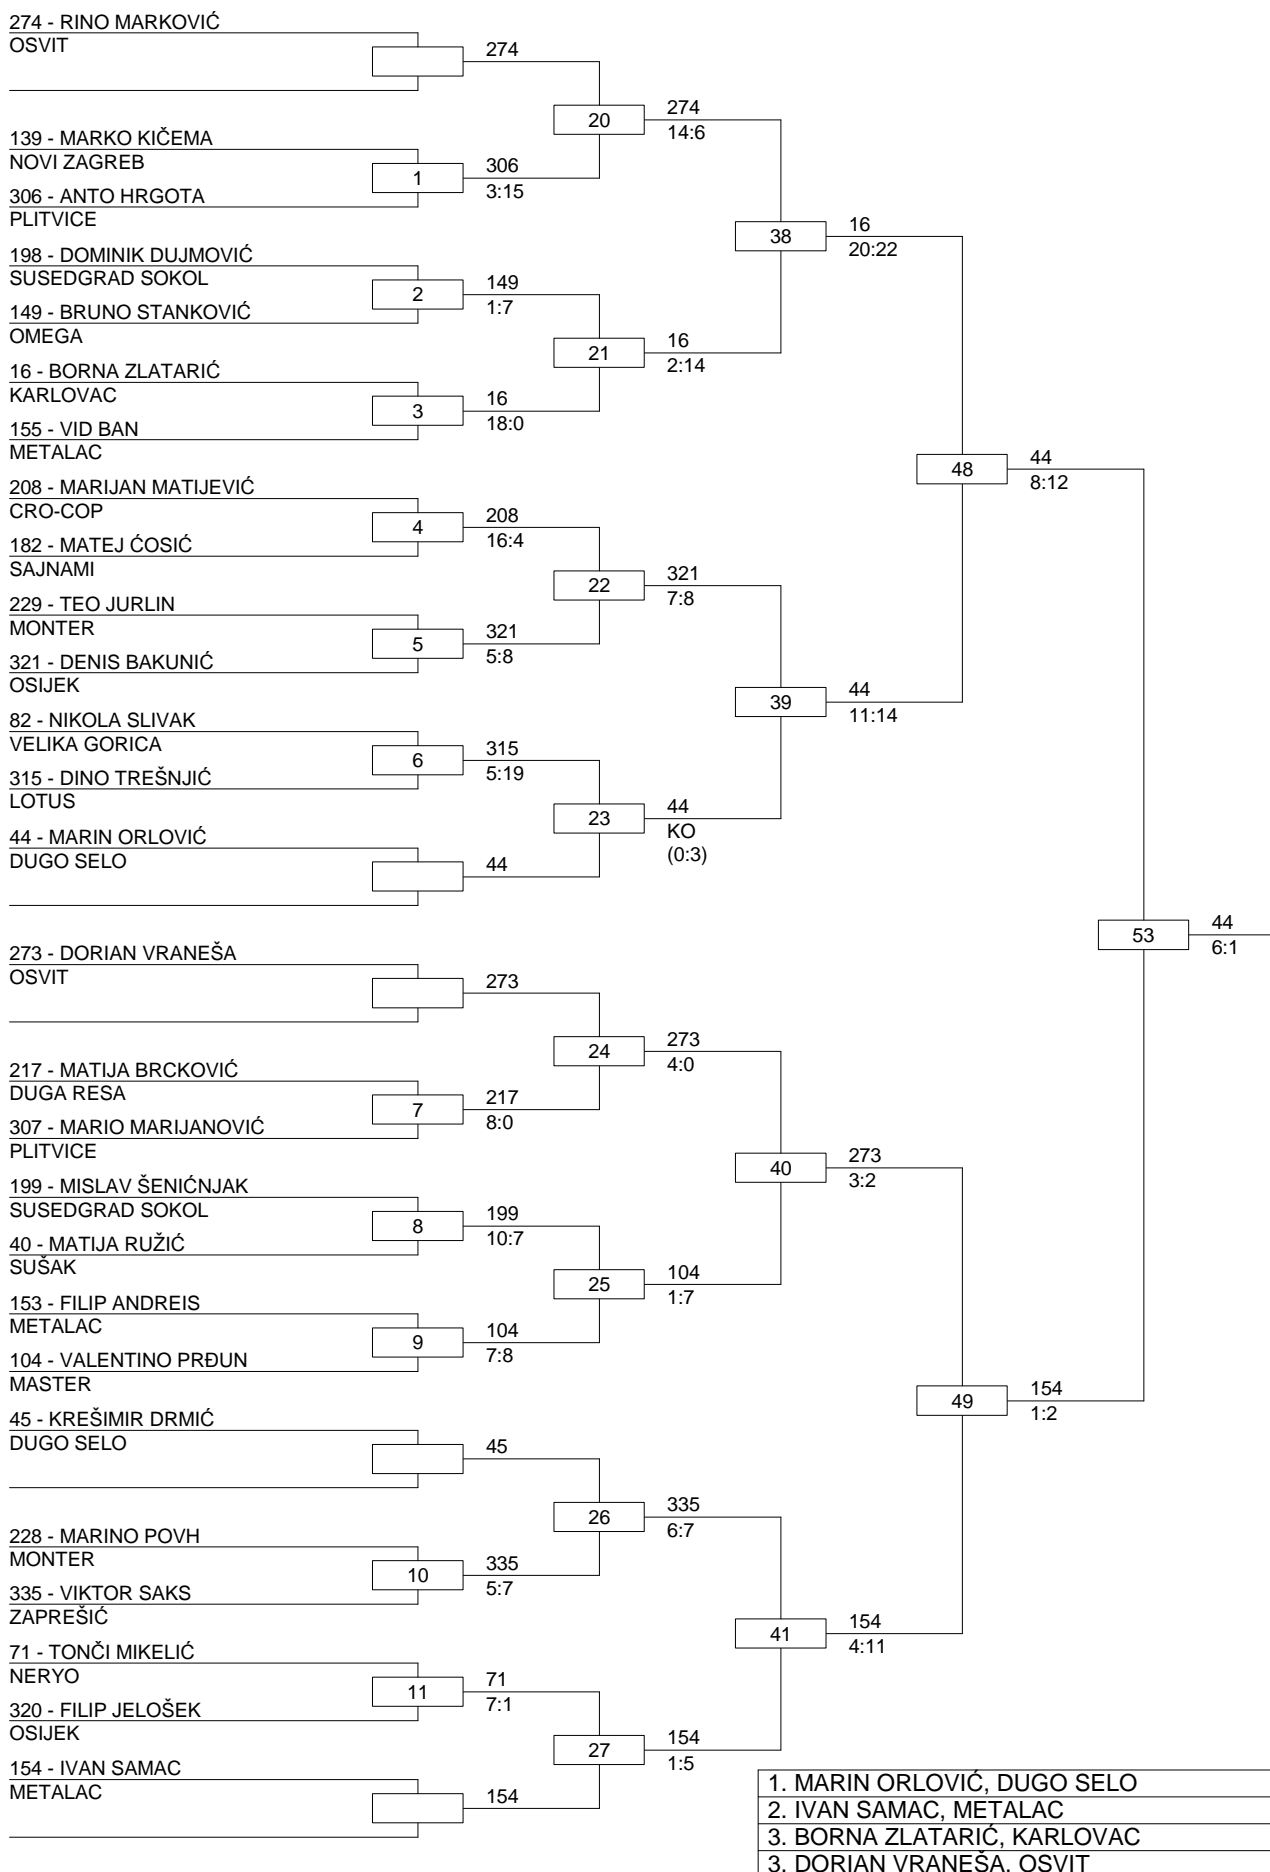 274 - RINO MARKOVIĆ
OSVIT
274
20
274
14:6
139 - MARKO KIČEMA
NOVI ZAGREB
1
306
3:15
306 - ANTO HRGOTA
PLITVICE
38
16
20:22
198 - DOMINIK DUJMOVIĆ
SUSEDGRAD SOKOL
2
149
1:7
149 - BRUNO STANKOVIĆ
OMEGA
21
16
2:14
16 - BORNA ZLATARIĆ
KARLOVAC
3
16
18:0
155 - VID BAN
METALAC
48
44
8:12
208 - MARIJAN MATIJEVIĆ
CRO-COP
4
208
16:4
182 - MATEJ ĆOSIĆ
SAJNAMI
22
321
7:8
229 - TEO JURLIN
MONTER
5
321
5:8
321 - DENIS BAKUNIĆ
OSIJEK
39
44
11:14
82 - NIKOLA SLIVAK
VELIKA GORICA
6
315
5:19
315 - DINO TREŠNJIĆ
LOTUS
23
44
KO
(0:3)
44 - MARIN ORLOVIĆ
DUGO SELO
44
53
44
6:1
273 - DORIAN VRANEŠA
OSVIT
273
24
273
4:0
217 - MATIJA BRCKOVIĆ
DUGA RESA
7
217
8:0
307 - MARIO MARIJANOVIĆ
PLITVICE
40
273
3:2
199 - MISLAV ŠENIĆNJAK
SUSEDGRAD SOKOL
8
199
10:7
40 - MATIJA RUŽIĆ
SUŠAK
25
104
1:7
153 - FILIP ANDREIS
METALAC
9
104
7:8
104 - VALENTINO PRĐUN
MASTER
49
154
1:2
45 - KREŠIMIR DRMIĆ
DUGO SELO
45
26
335
6:7
228 - MARINO POVH
MONTER
10
335
5:7
335 - VIKTOR SAKS
ZAPREŠIĆ
41
154
4:11
71 - TONČI MIKELIĆ
NERYO
11
71
7:1
320 - FILIP JELOŠEK
OSIJEK
27
154
1:5
154 - IVAN SAMAC
METALAC
154
1. MARIN ORLOVIĆ, DUGO SELO
2. IVAN SAMAC, METALAC
3. BORNA ZLATARIĆ, KARLOVAC
3. DORIAN VRANEŠA, OSVIT